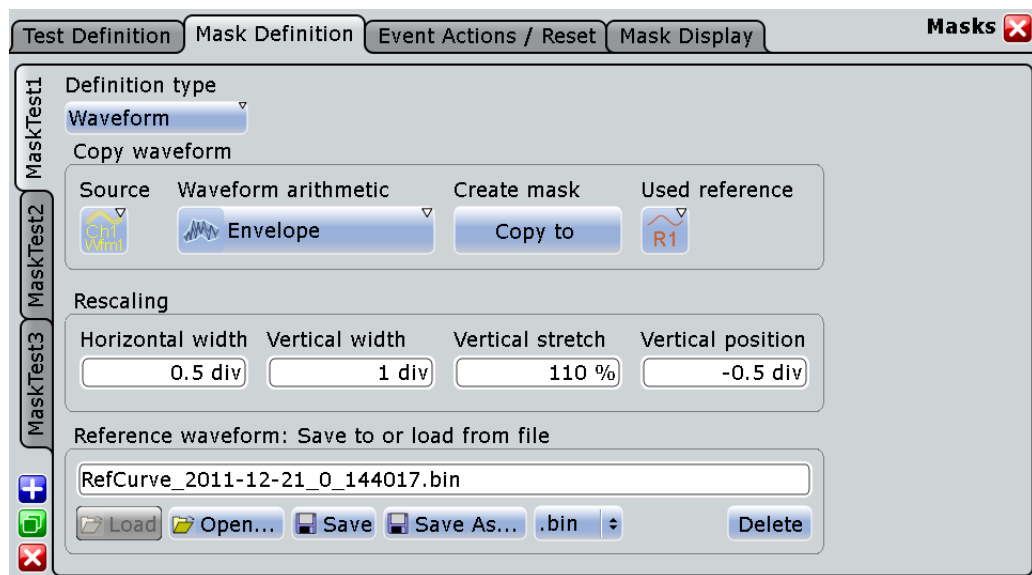 Test Definition Mask Definition Event Actions / Reset Mask Display Masks
MaskTest1
MaskTest2
MaskTest3
Definition type
Waveform
Copy waveform
Source Waveform arithmetic Create mask Used reference
Ch1
Wfm1
Envelope Copy to R1
Rescaling
Horizontal width Vertical width Vertical stretch Vertical position
0.5 div 1 div 110 % -0.5 div
Reference waveform: Save to or load from file
RefCurve_2011-12-21_0_144017.bin
Load Open... Save Save As... .bin Delete